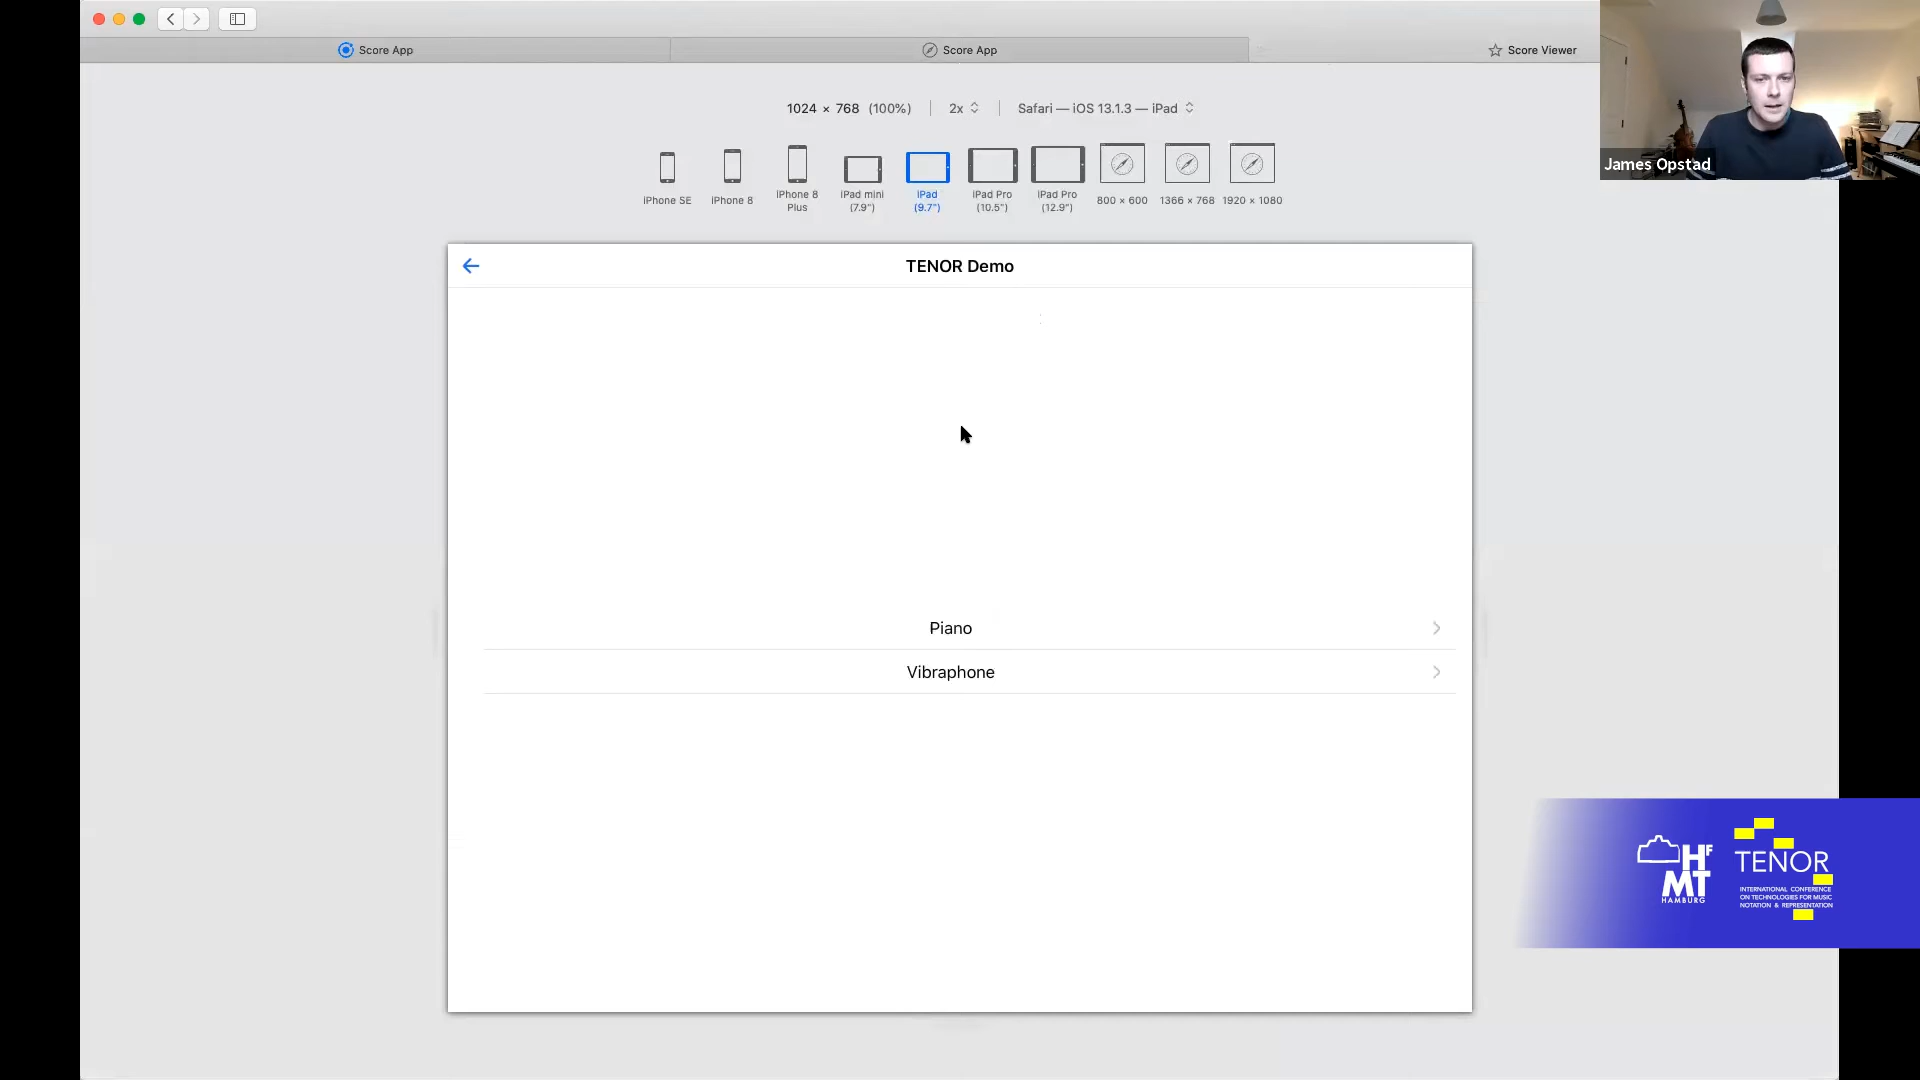 Score App
Score App
Score Viewer
James Opstad
1024 × 768 (100%)
2x
Safari — iOS 13.1.3 — iPad
iPhone SE
iPhone 8
iPhone 8
Plus
iPad mini
(7.9")
iPad
(9.7")
iPad Pro
(10.5")
iPad Pro
(12.9")
800 × 600
1366 × 768
1920 × 1080
TENOR Demo
Piano
Vibraphone
HF
MT
HAMBURG
TENOR
INTERNATIONAL CONFERENCE
ON TECHNOLOGIES FOR MUSIC
NOTATION & REPRESENTATION